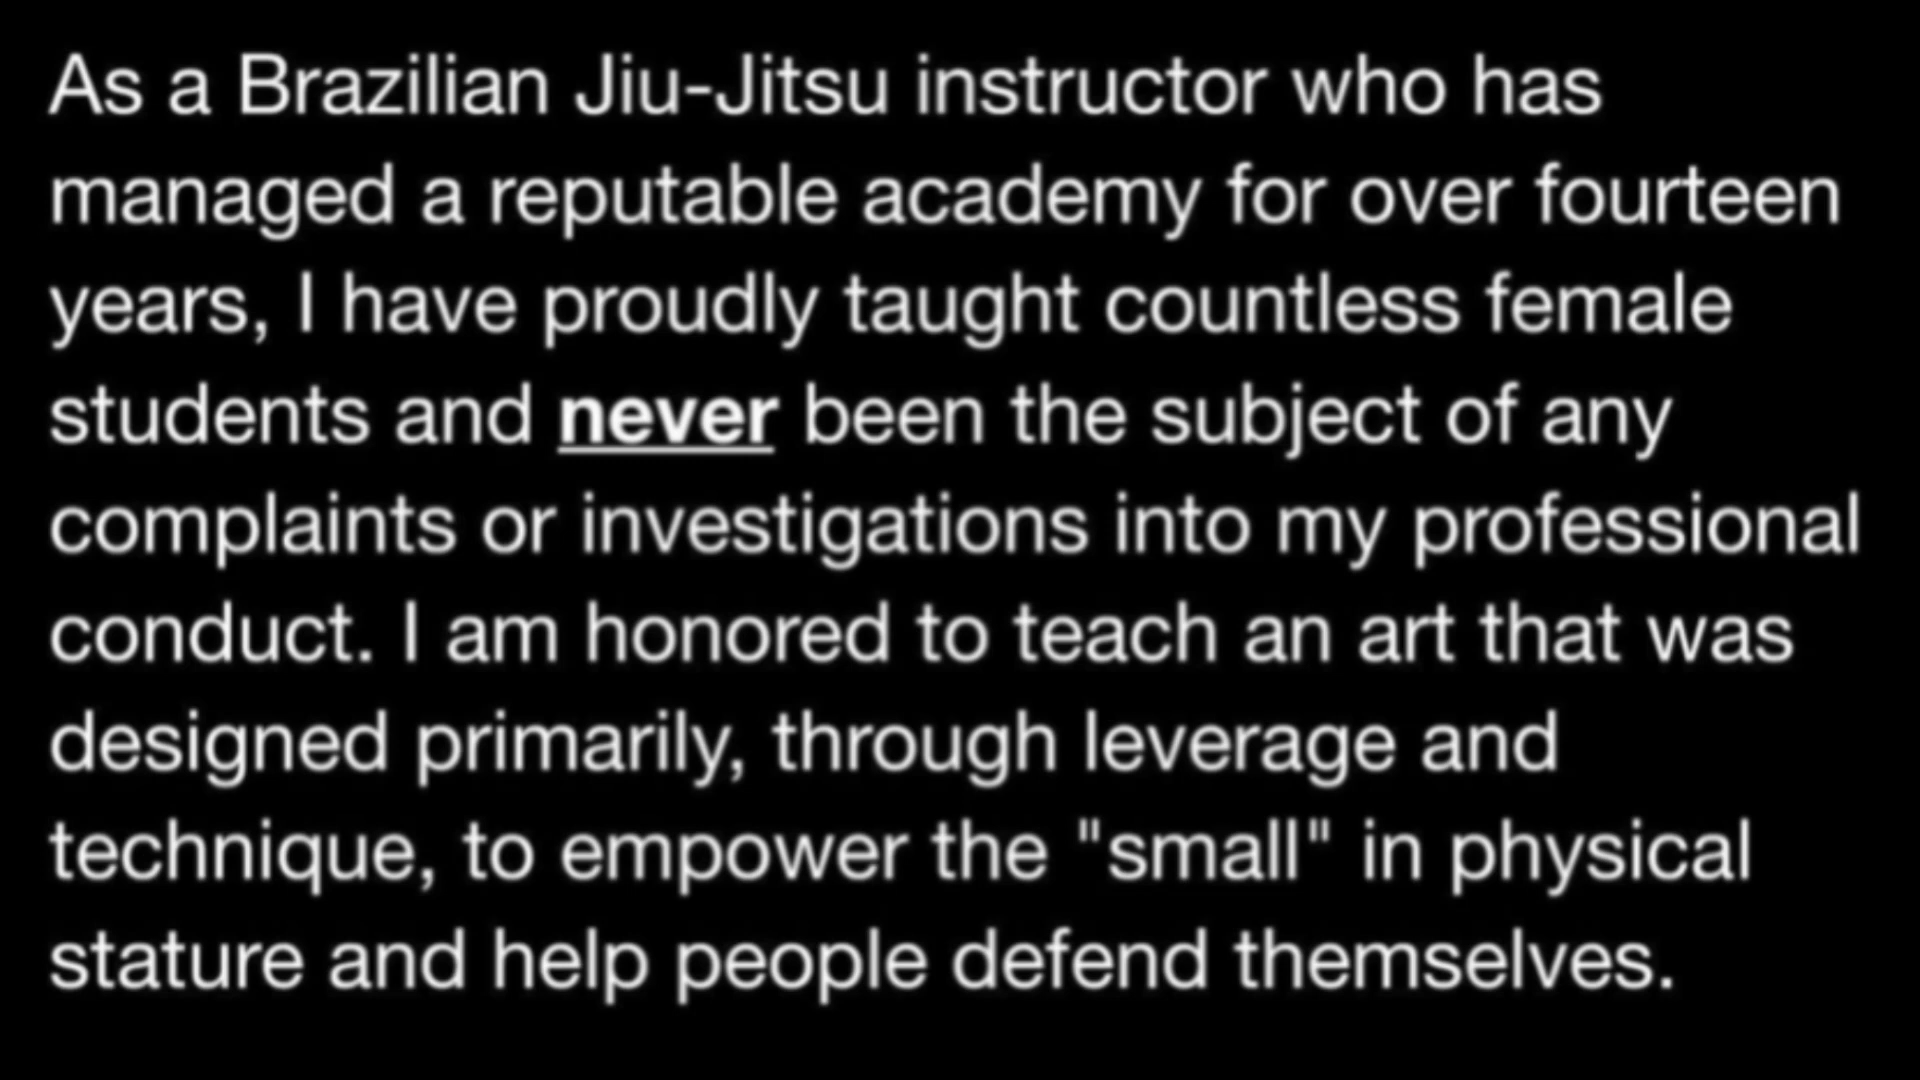 As a Brazilian Jiu-Jitsu instructor who has
managed a reputable academy for over fourteen
years, I have proudly taught countless female
students and never been the subject of any
complaints or investigations into my professional
conduct. I am honored to teach an art that was
designed primarily, through leverage and
technique, to empower the "small" in physical
stature and help people defend themselves.